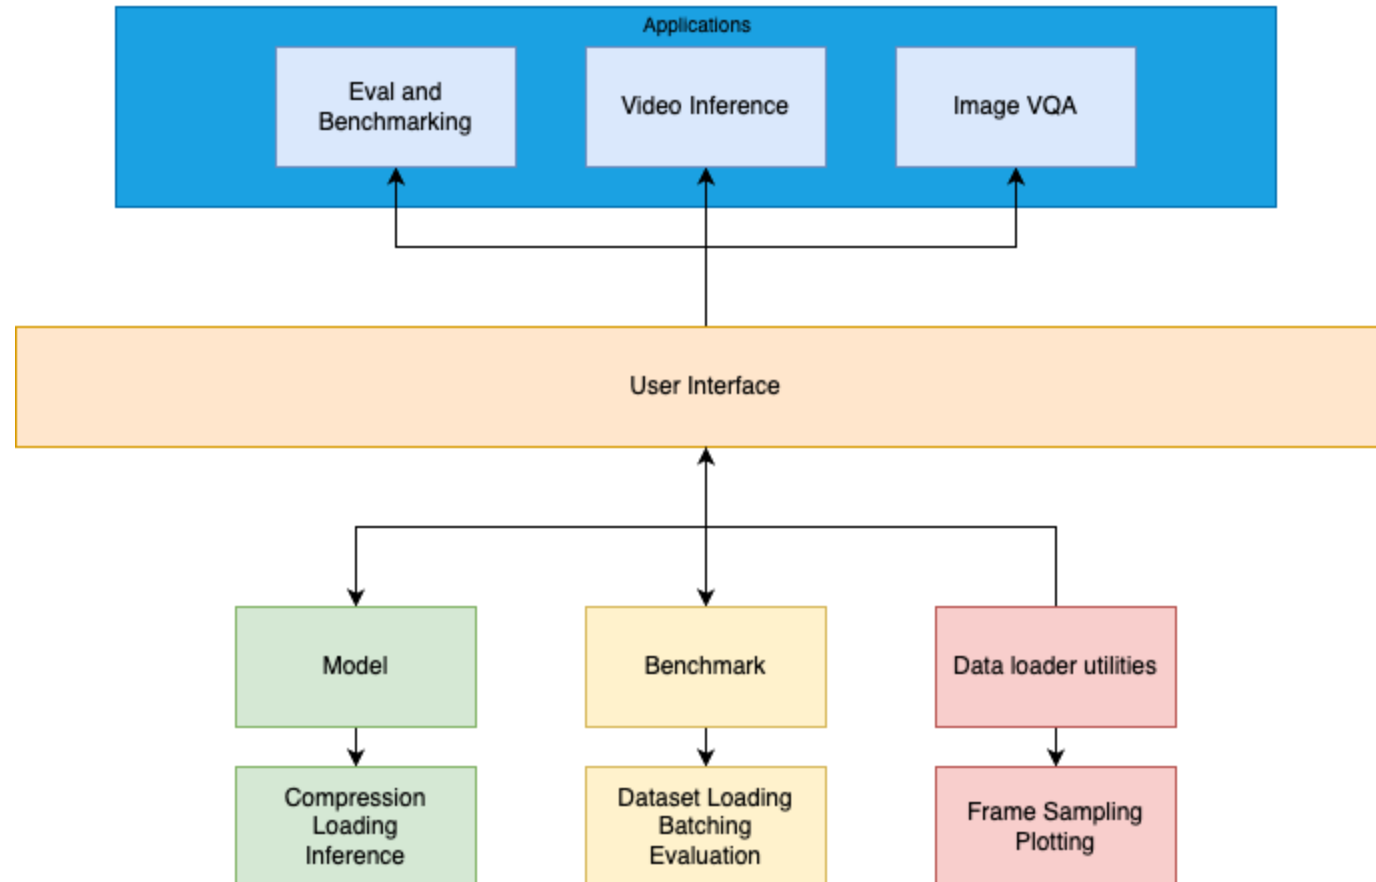 Applications
Eval and
Benchmarking
Video Inference
Image VQA
User Interface
Model
Benchmark
Data loader utilities
Compression
Loading
Inference
Dataset Loading
Batching
Evaluation
Frame Sampling
Plotting